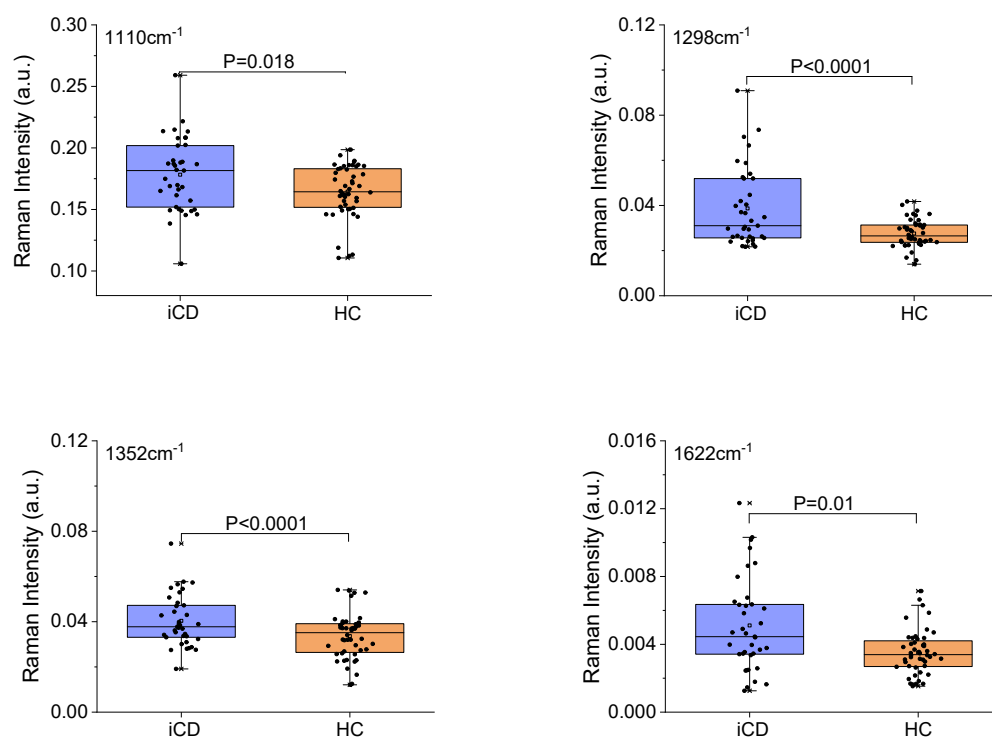 1110cm⁻¹
P=0.018
Raman Intensity (a.u.)
0.30
0.25
0.20
0.15
0.10
iCD
HC
1298cm⁻¹
P<0.0001
Raman Intensity (a.u.)
0.12
0.08
0.04
0.00
iCD
HC
1352cm⁻¹
P<0.0001
Raman Intensity (a.u.)
0.12
0.08
0.04
0.00
iCD
HC
1622cm⁻¹
P=0.01
Raman Intensity (a.u.)
0.016
0.012
0.008
0.004
0.000
iCD
HC